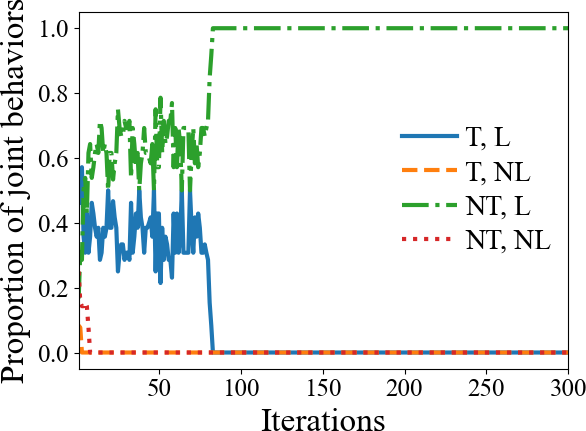 Proportion of joint behaviors
1.0
0.8
0.6
0.4
0.2
0.0
T, L
T, NL
NT, L
NT, NL
50 100 150 200 250 300
Iterations